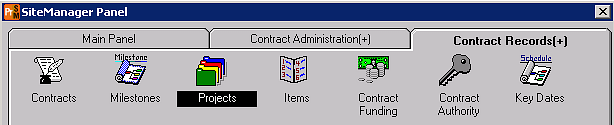 SiteManager Panel
Main Panel
Contract Administration(+)
Contract Records(+)
Milestone
Schedule
Contracts
Milestones
Projects
Items
Contract
Funding
Contract
Authority
Key Dates